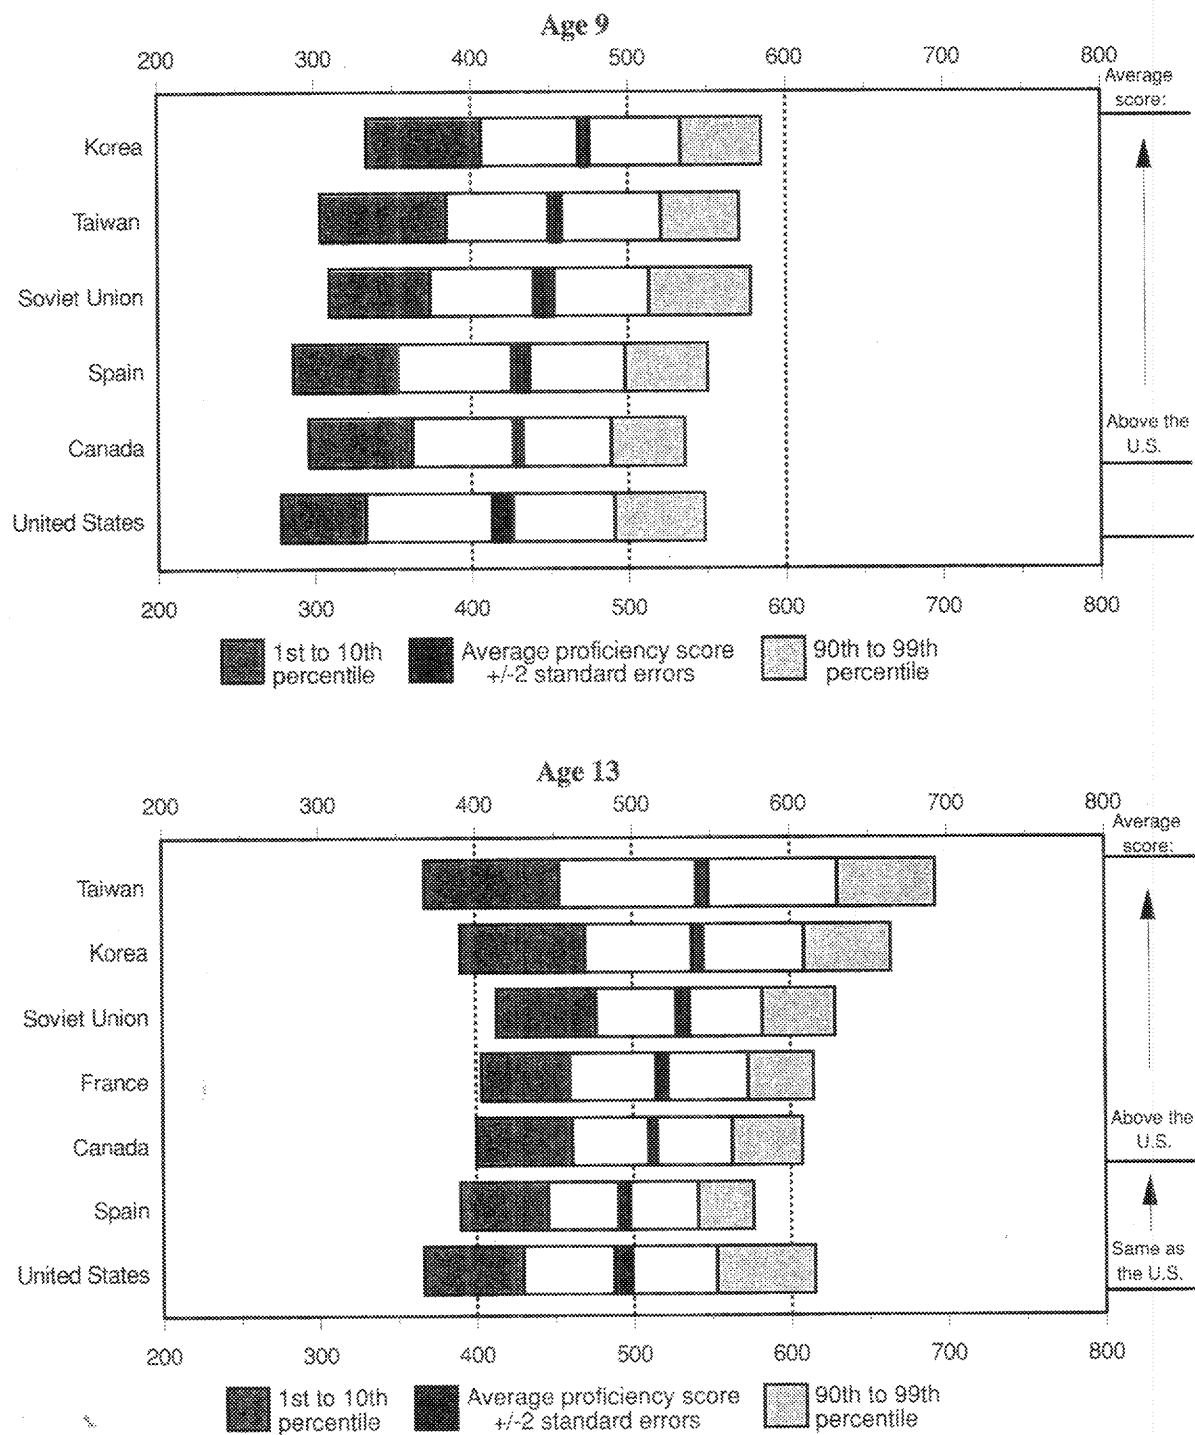 Age 9
200 300 400 500 600 700 800
Average
score:
Korea
Taiwan
Soviet Union
Spain
Canada
United States
Above the
U.S.
200 300 400 500 600 700 800
1st to 10th
percentile
Average proficiency score
+/-2 standard errors
90th to 99th
percentile
Age 13
200 300 400 500 600 700 800
Average
score:
Taiwan
Korea
Soviet Union
France
Canada
Spain
United States
Above the
U.S.
Same as
the U.S.
200 300 400 500 600 700 800
1st to 10th
percentile
Average proficiency score
+/-2 standard errors
90th to 99th
percentile